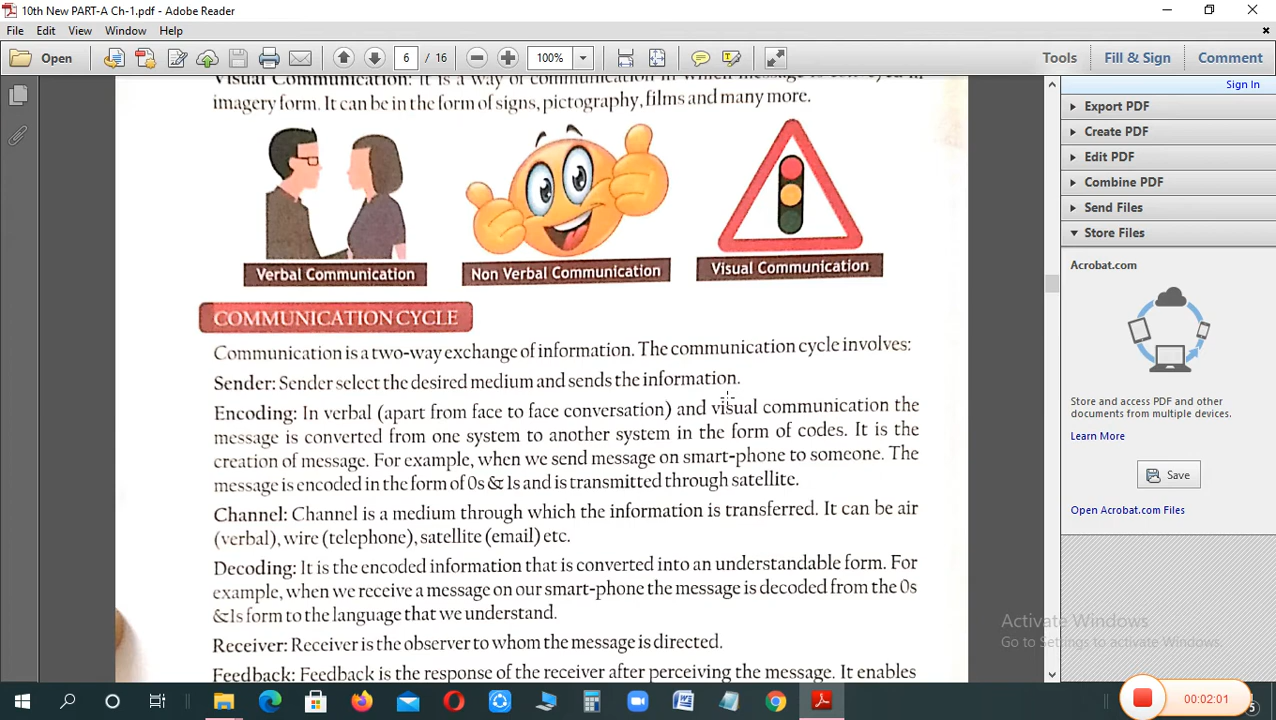 10th New PART-A Ch-1.pdf - Adobe Reader
File Edit View Window Help
Open 6 / 16 100% Tools Fill & Sign Comment
Sign In
Export PDF
Create PDF
Edit PDF
Combine PDF
Send Files
Store Files
Acrobat.com
Store, access and share PDF and other
documents from multiple devices.
Learn More
Save
Open Acrobat.com Files
Visual Communication: It is a way of communication in which message is conveyed in
imagery form. It can be in the form of signs, pictography, films and many more.
Verbal Communication
Non Verbal Communication
Visual Communication
COMMUNICATION CYCLE
Communication is a two-way exchange of information. The communication cycle involves:
Sender: Sender select the desired medium and sends the information.
Encoding: In verbal (apart from face to face conversation) and visual communication the
message is converted from one system to another system in the form of codes. It is the
creation of message. For example, when we send message on smart-phone to someone. The
message is encoded in the form of 0s & 1s and is transmitted through satellite.
Channel: Channel is a medium through which the information is transferred. It can be air
(verbal), wire (telephone), satellite (email) etc.
Decoding: It is the encoded information that is converted into an understandable form. For
example, when we receive a message on our smart-phone the message is decoded from the 0s
&1s form to the language that we understand.
Receiver: Receiver is the observer to whom the message is directed.
Feedback: Feedback is the response of the receiver after perceiving the message. It enables
Activate Windows
Go to Settings to activate Windows.
00:02:01
5